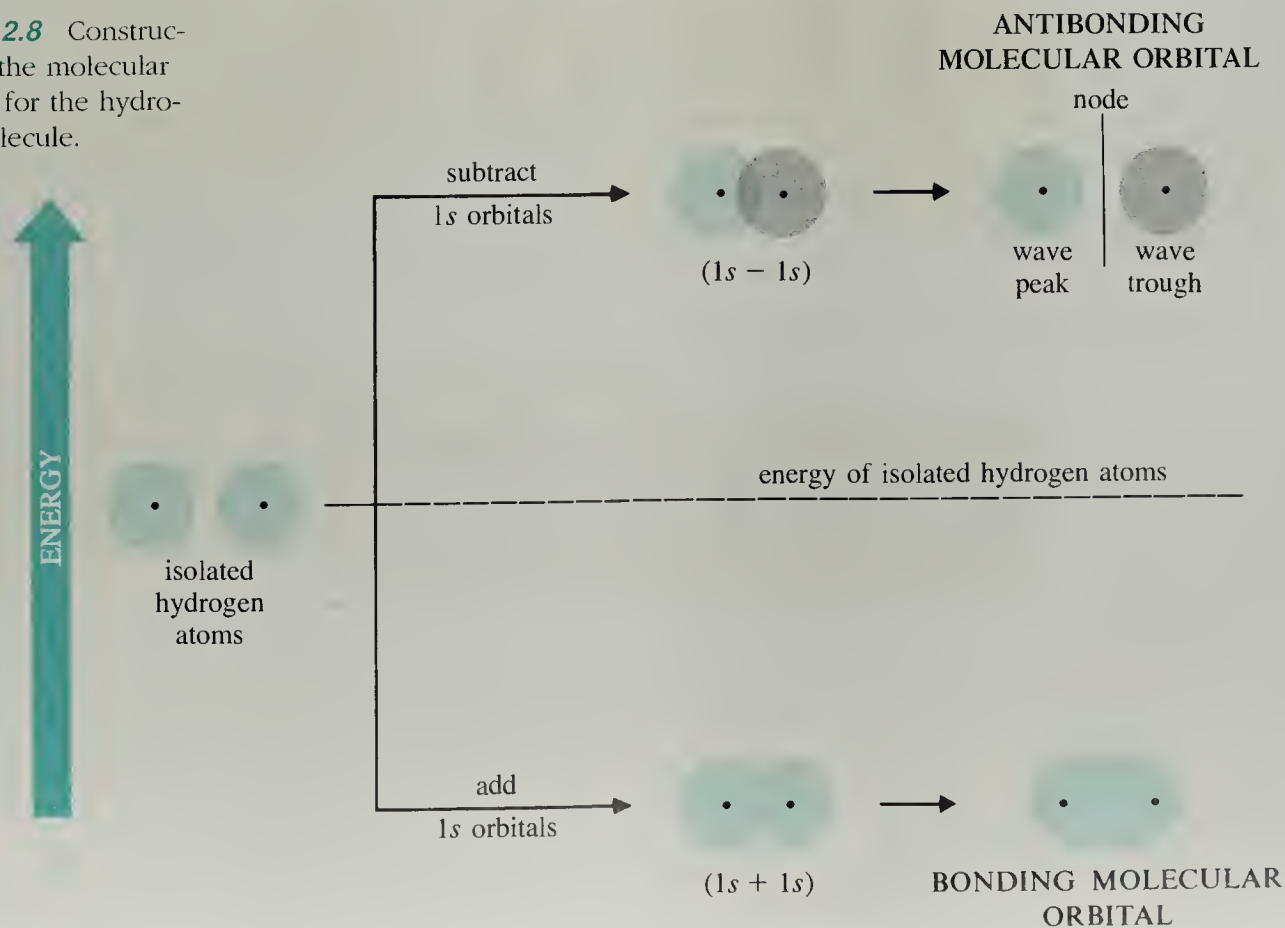 2.8 Construc-
the molecular
for the hydro-
lecule.
ANTIBONDING
MOLECULAR ORBITAL
node
subtract
1s orbitals
(1s − 1s)
wave
peak
wave
trough
ENERGY
energy of isolated hydrogen atoms
isolated
hydrogen
atoms
add
1s orbitals
(1s + 1s)
BONDING MOLECULAR
ORBITAL